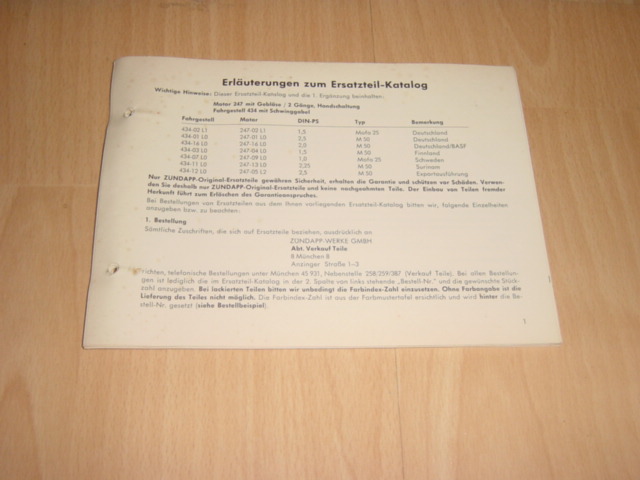 Erläuterungen zum Ersatzteil-Katalog
Wichtige Hinweise: Dieser Ersatzteil-Katalog und die 1. Ergänzung beinhalten:
Motor 247 mit Gebläse / 3 Gänge, Handschaltung
Fahrgestell 434 mit Schwinggabel
Fahrgestell Motor DIN-PS Typ Bemerkung
434-02 L1 247-02 L1 1,5 Mofa 25 Deutschland
434-01 L0 247-01 L0 2,5 M 50 Deutschland
434-16 L0 247-16 L0 2,0 M 50 Deutschland/BASF
434-03 L0 247-04 L0 1,5 M 50 Finnland
434-07 L0 247-09 L0 1,0 Mofa 25 Schweden
434-11 L0 247-13 L0 2,25 M 50 Surinam
434-12 L0 247-05 L2 2,5 M 50 Exportausführung
Nur ZUNDAPP-Original-Ersatzteile gewähren Sicherheit, erhalten die Garantie und schützen vor Schäden. Verwen-
den Sie deshalb nur ZUNDAPP-Original-Ersatzteile und keine nachgeahmten Teile. Der Einbau von Teilen fremder
Herkunft führt zum Erlöschen des Garantieanspruches.
Bei Bestellungen von Ersatzteilen aus dem Ihnen vorliegenden Ersatzteil-Katalog bitten wir, folgende Einzelheiten
anzugeben bzw. zu beachten:
1. Bestellung
Sämtliche Zuschriften, die sich auf Ersatzteile beziehen, ausdrücklich an
ZUNDAPP-WERKE GMBH
Abt. Verkauf Teile
8 München 8
Anzinger Straße 1–3
richten, telefonische Bestellungen unter München 45 931, Nebenstelle 258/259/387 (Verkauf Teile). Bei allen Bestellun-
gen ist lediglich die im Ersatzteil-Katalog in der 2. Spalte von links stehende „Bestell-Nr." und die gewünschte Stück-
zahl anzugeben. Bei lackierten Teilen bitten wir unbedingt die Farbindex-Zahl einzusetzen. Ohne Farbangabe ist die
Lieferung des Teiles nicht möglich. Die Farbindex-Zahl ist aus der Farbmustertafel ersichtlich und wird hinter die Be-
stell-Nr. gesetzt (siehe Bestellbeispiel).
1